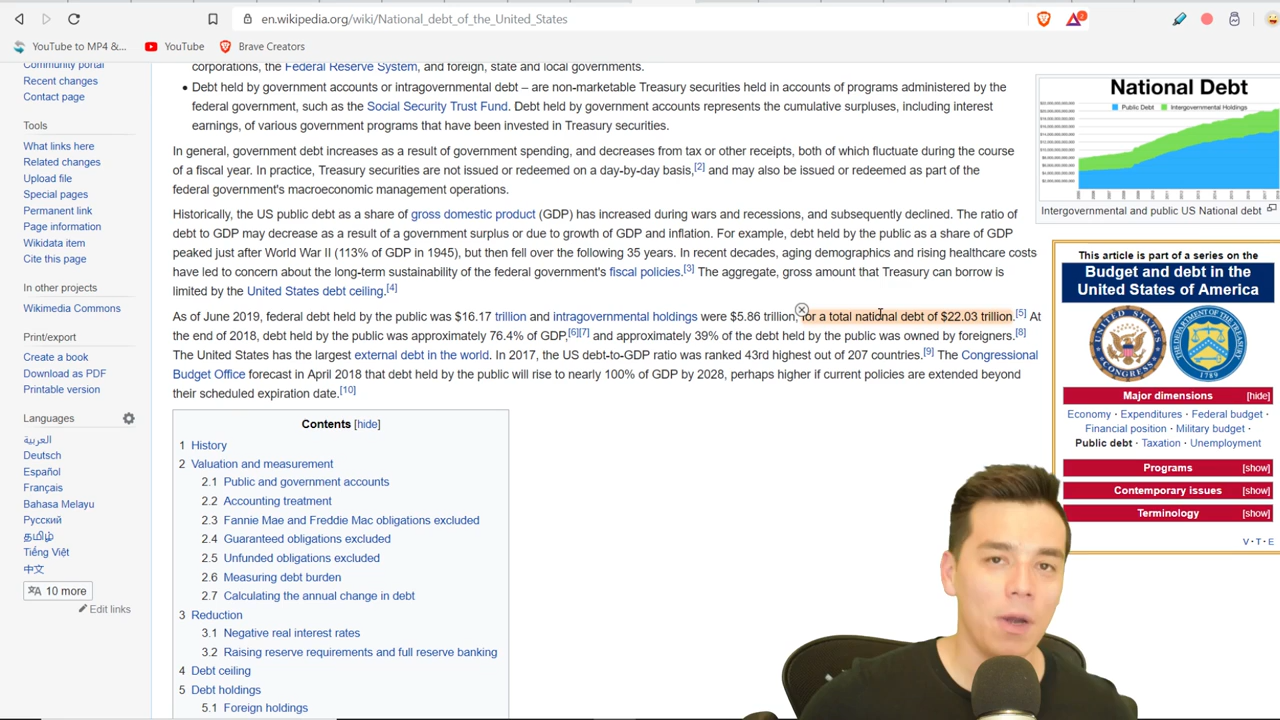 en.wikipedia.org/wiki/National_debt_of_the_United_States
2
YouTube to MP4 &...
YouTube
Brave Creators
Community portal
Recent changes
Contact page
Tools
What links here
Related changes
Upload file
Special pages
Permanent link
Page information
Wikidata item
Cite this page
In other projects
Wikimedia Commons
Print/export
Create a book
Download as PDF
Printable version
Languages
العربية
Deutsch
Español
Français
Bahasa Melayu
Русский
தமிழ்
Tiếng Việt
中文
10 more
Edit links
corporations, the Federal Reserve System, and foreign, state and local governments.
• Debt held by government accounts or intragovernmental debt – are non-marketable Treasury securities held in accounts of programs administered by the
federal government, such as the Social Security Trust Fund. Debt held by government accounts represents the cumulative surpluses, including interest
earnings, of various government programs that have been invested in Treasury securities.
In general, government debt increases as a result of government spending, and decreases from tax or other receipts, both of which fluctuate during the course
of a fiscal year. In practice, Treasury securities are not issued or redeemed on a day-by-day basis,[2] and may also be issued or redeemed as part of the
federal government's macroeconomic management operations.
Historically, the US public debt as a share of gross domestic product (GDP) has increased during wars and recessions, and subsequently declined. The ratio of
debt to GDP may decrease as a result of a government surplus or due to growth of GDP and inflation. For example, debt held by the public as a share of GDP
peaked just after World War II (113% of GDP in 1945), but then fell over the following 35 years. In recent decades, aging demographics and rising healthcare costs
have led to concern about the long-term sustainability of the federal government's fiscal policies.[3] The aggregate, gross amount that Treasury can borrow is
limited by the United States debt ceiling.[4]
As of June 2019, federal debt held by the public was $16.17 trillion and intragovernmental holdings were $5.86 trillion, for a total national debt of $22.03 trillion.[5] At
the end of 2018, debt held by the public was approximately 76.4% of GDP,[6][7] and approximately 39% of the debt held by the public was owned by foreigners.[8]
The United States has the largest external debt in the world. In 2017, the US debt-to-GDP ratio was ranked 43rd highest out of 207 countries.[9] The Congressional
Budget Office forecast in April 2018 that debt held by the public will rise to nearly 100% of GDP by 2028, perhaps higher if current policies are extended beyond
their scheduled expiration date.[10]
Contents [hide]
1 History
2 Valuation and measurement
2.1 Public and government accounts
2.2 Accounting treatment
2.3 Fannie Mae and Freddie Mac obligations excluded
2.4 Guaranteed obligations excluded
2.5 Unfunded obligations excluded
2.6 Measuring debt burden
2.7 Calculating the annual change in debt
3 Reduction
3.1 Negative real interest rates
3.2 Raising reserve requirements and full reserve banking
4 Debt ceiling
5 Debt holdings
5.1 Foreign holdings
National Debt
Public Debt Intergovernmental Holdings
Intergovernmental and public US National debt
This article is part of a series on the
Budget and debt in the
United States of America
1789
Major dimensions [hide]
Economy · Expenditures · Federal budget ·
Financial position · Military budget ·
Public debt · Taxation · Unemployment
Programs [show]
Contemporary issues [show]
Terminology [show]
V · T · E